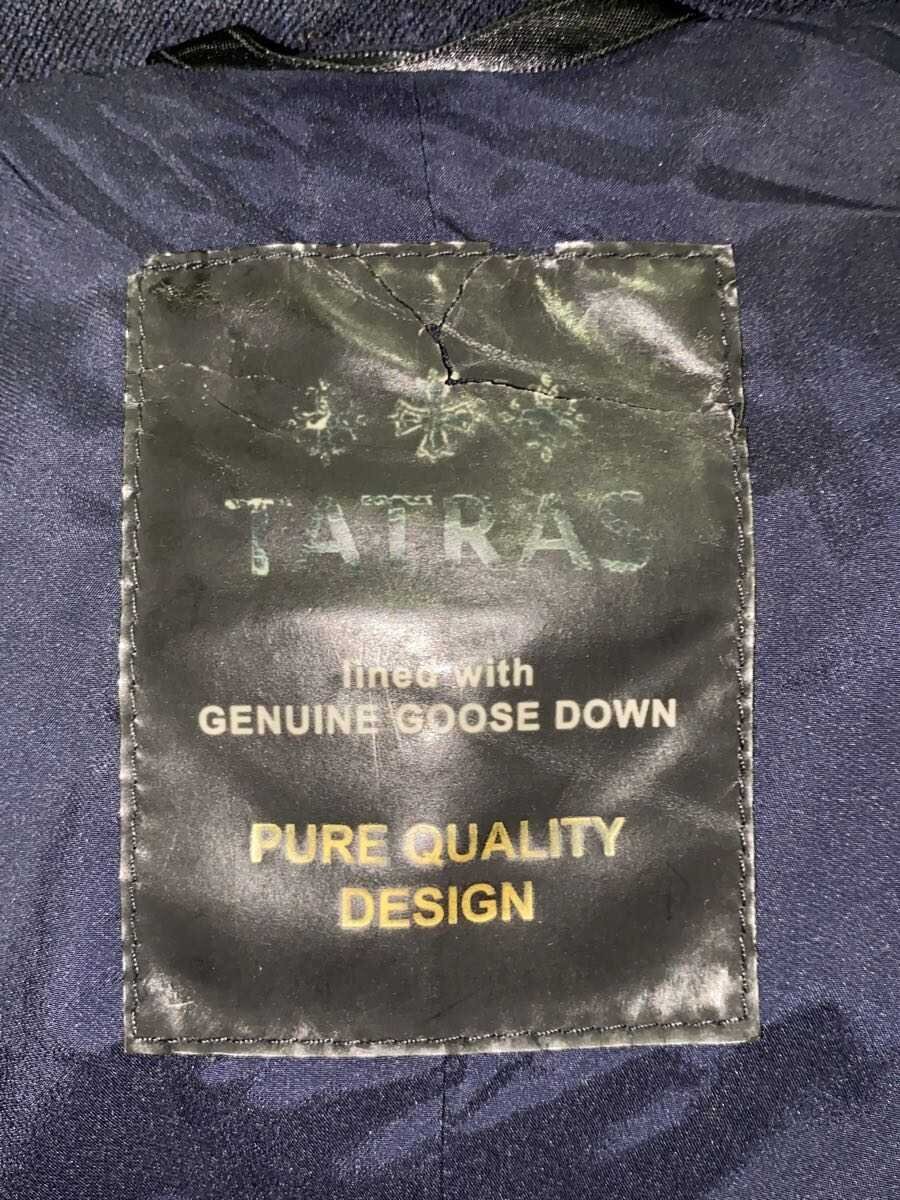 TATRAS
lined with
GENUINE GOOSE DOWN
PURE QUALITY
DESIGN